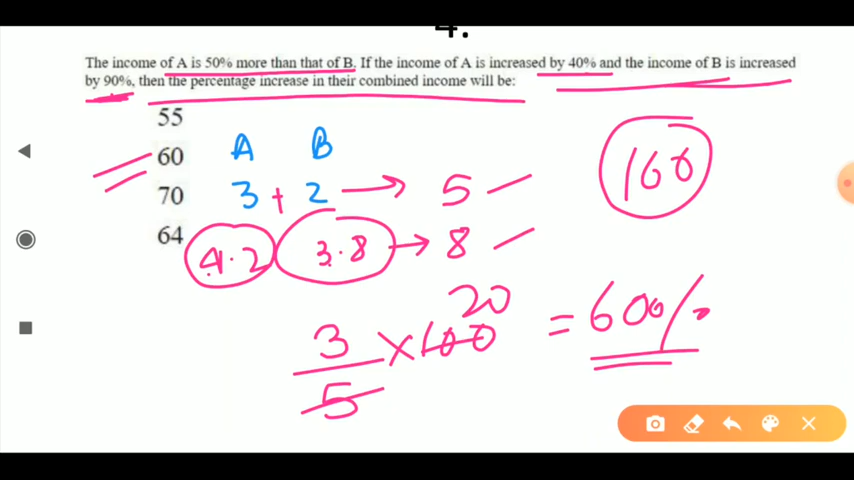 4.
The income of A is 50% more than that of B. If the income of A is increased by 40% and the income of B is increased
by 90%, then the percentage increase in their combined income will be:
55
60
70
64
A B
3 + 2 → 5
160
4.2 3.8 → 8
20
3/5 × 100 = 60%